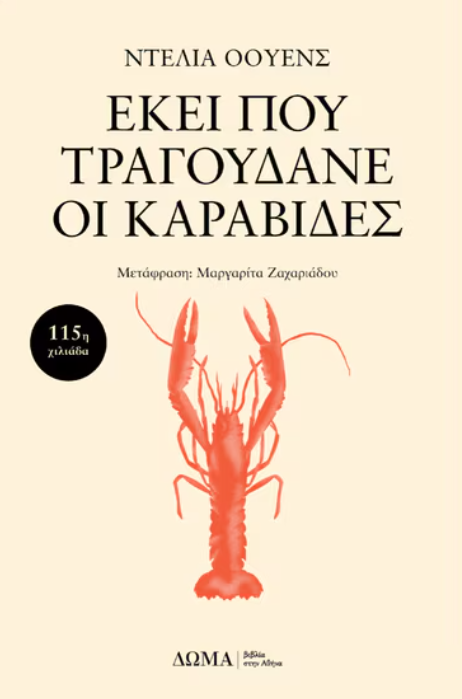 ΝΤΕΛΙΑ ΟΟΥΕΝΣ
ΕΚΕΙ ΠΟΥ
ΤΡΑΓΟΥΔΑΝΕ
ΟΙ ΚΑΡΑΒΙΔΕΣ
Μετάφραση: Μαργαρίτα Ζαχαριάδου
115η
χιλιάδα
ΔΩΜΑ
βιβλία
στην Αθήνα